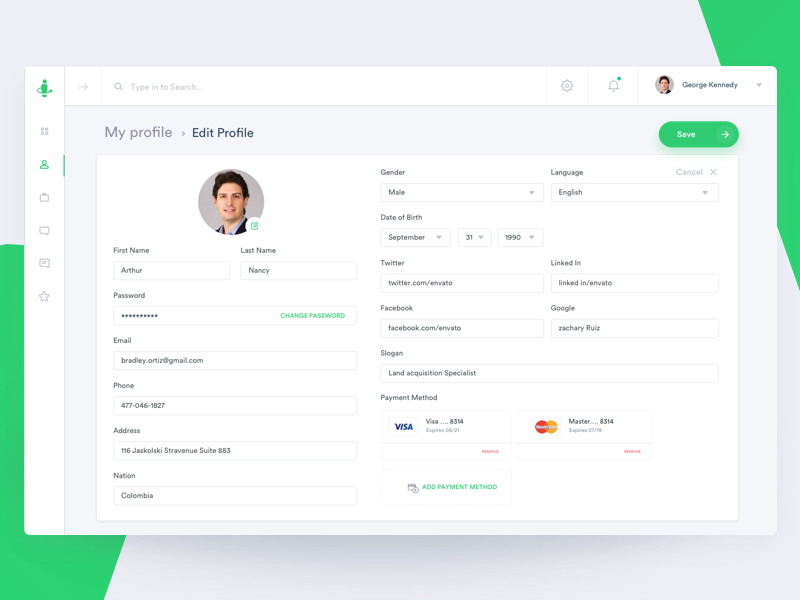 Type in to Search...
George Kennedy
My profile › Edit Profile
Save
First Name
Last Name
Arthur
Nancy
Password
**********
CHANGE PASSWORD
Email
bradley.ortiz@gmail.com
Phone
477-046-1827
Address
116 Jaskolski Stravenue Suite 883
Nation
Colombia
Gender
Language
Cancel
Male
English
Date of Birth
September
31
1990
Twitter
Linked In
twitter.com/envato
linked in/envato
Facebook
Google
facebook.com/envato
zachary Ruiz
Slogan
Land acquisition Specialist
Payment Method
VISA
Visa .... 8314
Expires 06/21
REMOVE
MasterCard
Master.... 8314
Expires 07/19
REMOVE
ADD PAYMENT METHOD